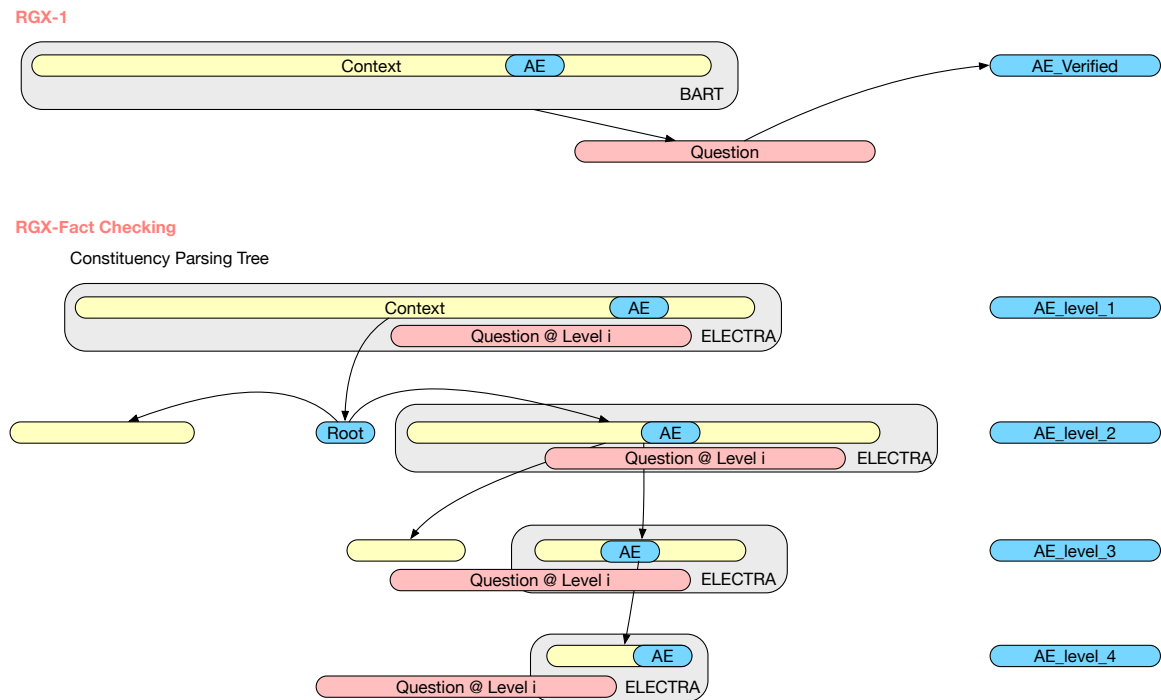 RGX-1
Context AE AE_Verified
BART
Question
RGX-Fact Checking
Constituency Parsing Tree
Context AE AE_level_1
Question @ Level i ELECTRA
Root AE AE_level_2
Question @ Level i ELECTRA
AE AE_level_3
Question @ Level i ELECTRA
AE AE_level_4
Question @ Level i ELECTRA